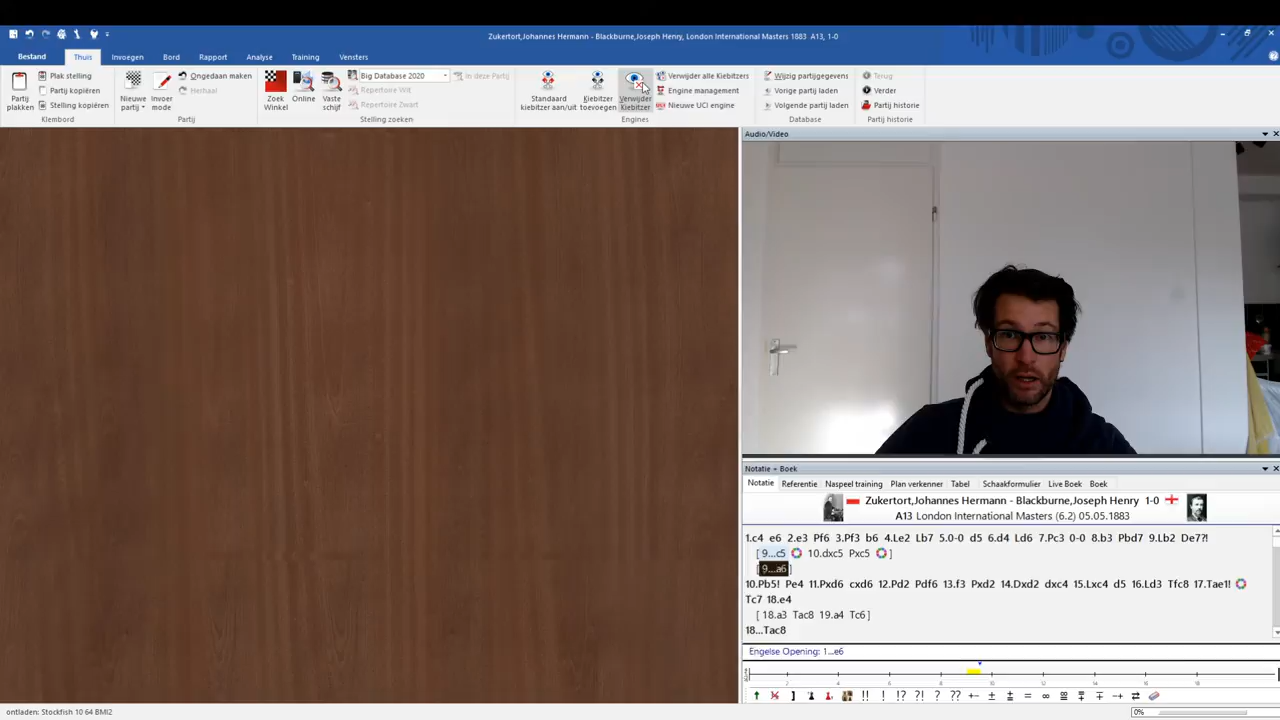 Zukertort,Johannes Hermann - Blackburne,Joseph Henry, London International Masters 1883 A13, 1-0
Bestand Thuis Invoegen Bord Rapport Analyse Training Vensters
Partij plakken
Plak stelling
Partij kopiëren
Stelling kopiëren
Klembord
Nieuwe partij
Invoer mode
Ongedaan maken
Herhaal
Partij
Zoek Winkel
Online
Vaste schijf
Big Database 2020
In deze Partij
Repertoire Wit
Repertoire Zwart
Stelling zoeken
Standaard kiebitzer aan/uit
Kiebitzer toevoegen
Verwijder Kiebitzer
Verwijder alle Kiebitzers
Engine management
Nieuwe UCI engine
Engines
Wijzig partijgegevens
Vorige partij laden
Volgende partij laden
Database
Terug
Verder
Partij historie
Partij historie
Audio/Video
Notatie + Boek
Notatie Referentie Naspeel training Plan verkenner Tabel Schaakformulier Live Boek Boek
Zukertort,Johannes Hermann - Blackburne,Joseph Henry 1-0
A13 London International Masters (6.2) 05.05.1883
1.c4 e6 2.e3 Pf6 3.Pf3 b6 4.Le2 Lb7 5.0-0 d5 6.d4 Ld6 7.Pc3 0-0 8.b3 Pbd7 9.Lb2 De7?!
[ 9...c5 10.dxc5 Pxc5 ]
[ 9...a6 ]
10.Pb5! Pe4 11.Pxd6 cxd6 12.Pd2 Pdf6 13.f3 Pxd2 14.Dxd2 dxc4 15.Lxc4 d5 16.Ld3 Tfc8 17.Tae1!
Tc7 18.e4
[ 18.a3 Tac8 19.a4 Tc6 ]
18...Tac8
Engelse Opening: 1...e6
2 4 6 8 10 12 14 16 18
!! ! !? ?! ? ?? +− ± ⩲ = ∞ ⩱ ∓ −+
ontladen: Stockfish 10 64 BMI2
0%